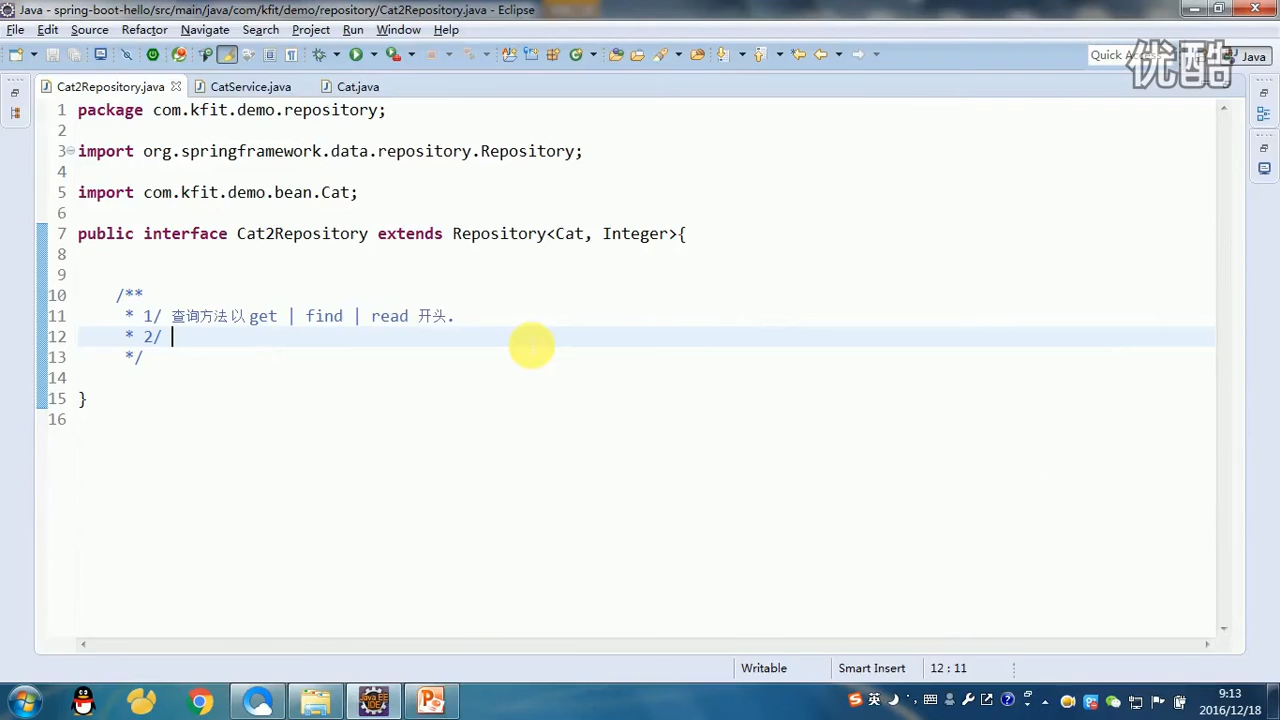 Java - spring-boot-hello/src/main/java/com/kfit/demo/repository/Cat2Repository.java - Eclipse
File Edit Source Refactor Navigate Search Project Run Window Help
Quick Access
Java
优酷
Cat2Repository.java CatService.java Cat.java
1 package com.kfit.demo.repository;
2
3 import org.springframework.data.repository.Repository;
4
5 import com.kfit.demo.bean.Cat;
6
7 public interface Cat2Repository extends Repository<Cat, Integer>{
8
9
10 /**
11 * 1/ 查询方法以 get | find | read 开头.
12 * 2/
13 */
14
15 }
16
Writable Smart Insert 12 : 11
Java EE IDE
英
9:13
2016/12/18